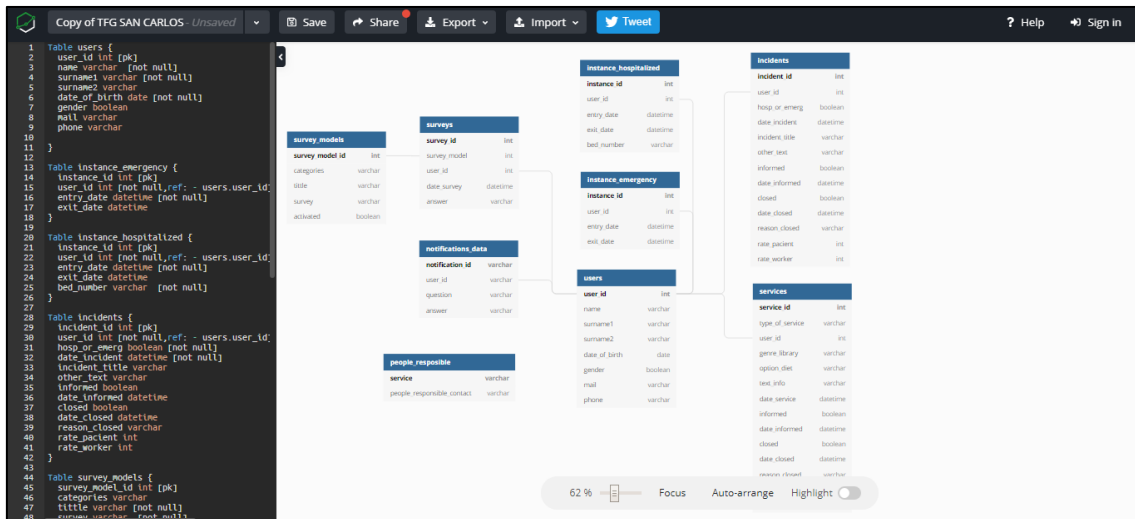 Copy of TFG SAN CARLOS - Unsaved
Save
Share
Export
Import
Tweet
? Help
Sign in
1 Table users {
2 user_id int [pk]
3 name varchar [not null]
4 surname1 varchar [not null]
5 surname2 varchar
6 date_of_birth date [not null]
7 gender boolean
8 mail varchar
9 phone varchar
10
11 }
12
13 Table instance_emergency {
14 instance_id int [pk]
15 user_id int [not null,ref: - users.user_id]
16 entry_date datetime [not null]
17 exit_date datetime
18 }
19
20 Table instance_hospitalized {
21 instance_id int [pk]
22 user_id int [not null,ref: - users.user_id]
23 entry_date datetime [not null]
24 exit_date datetime
25 bed_number varchar [not null]
26 }
27
28 Table incidents {
29 incident_id int [pk]
30 user_id int [not null,ref: - users.user_id]
31 hosp_or_emerg boolean [not null]
32 date_incident datetime [not null]
33 incident_title varchar
34 other_text varchar
35 informed boolean
36 date_informed datetime
37 closed boolean
38 date_closed datetime
39 reason_closed varchar
40 rate_pacient int
41 rate_worker int
42 }
43
44 Table survey_models {
45 survey_model_id int [pk]
46 categories varchar
47 tittle varchar [not null]
48 survey varchar [not null]
survey_models
survey_model_id int
categories varchar
tittle varchar
survey varchar
activated boolean
surveys
survey_id int
survey_model int
user_id int
date_survey datetime
answer varchar
notifications_data
notification_id varchar
user_id varchar
question varchar
answer varchar
people_resposible
service varchar
people_responsible_contact varchar
instance_hospitalized
instance_id int
user_id int
entry_date datetime
exit_date datetime
bed_number varchar
instance_emergency
instance_id int
user_id int
entry_date datetime
exit_date datetime
users
user_id int
name varchar
surname1 varchar
surname2 varchar
date_of_birth date
gender boolean
mail varchar
phone varchar
incidents
incident_id int
user_id int
hosp_or_emerg boolean
date_incident datetime
incident_title varchar
other_text varchar
informed boolean
date_informed datetime
closed boolean
date_closed datetime
reason_closed varchar
rate_pacient int
rate_worker int
services
service_id int
type_of_service varchar
user_id int
genre_library varchar
option_diet varchar
text_info varchar
date_service datetime
informed boolean
date_informed datetime
closed boolean
date_closed datetime
reason_closed varchar
62 %
Focus
Auto-arrange
Highlight